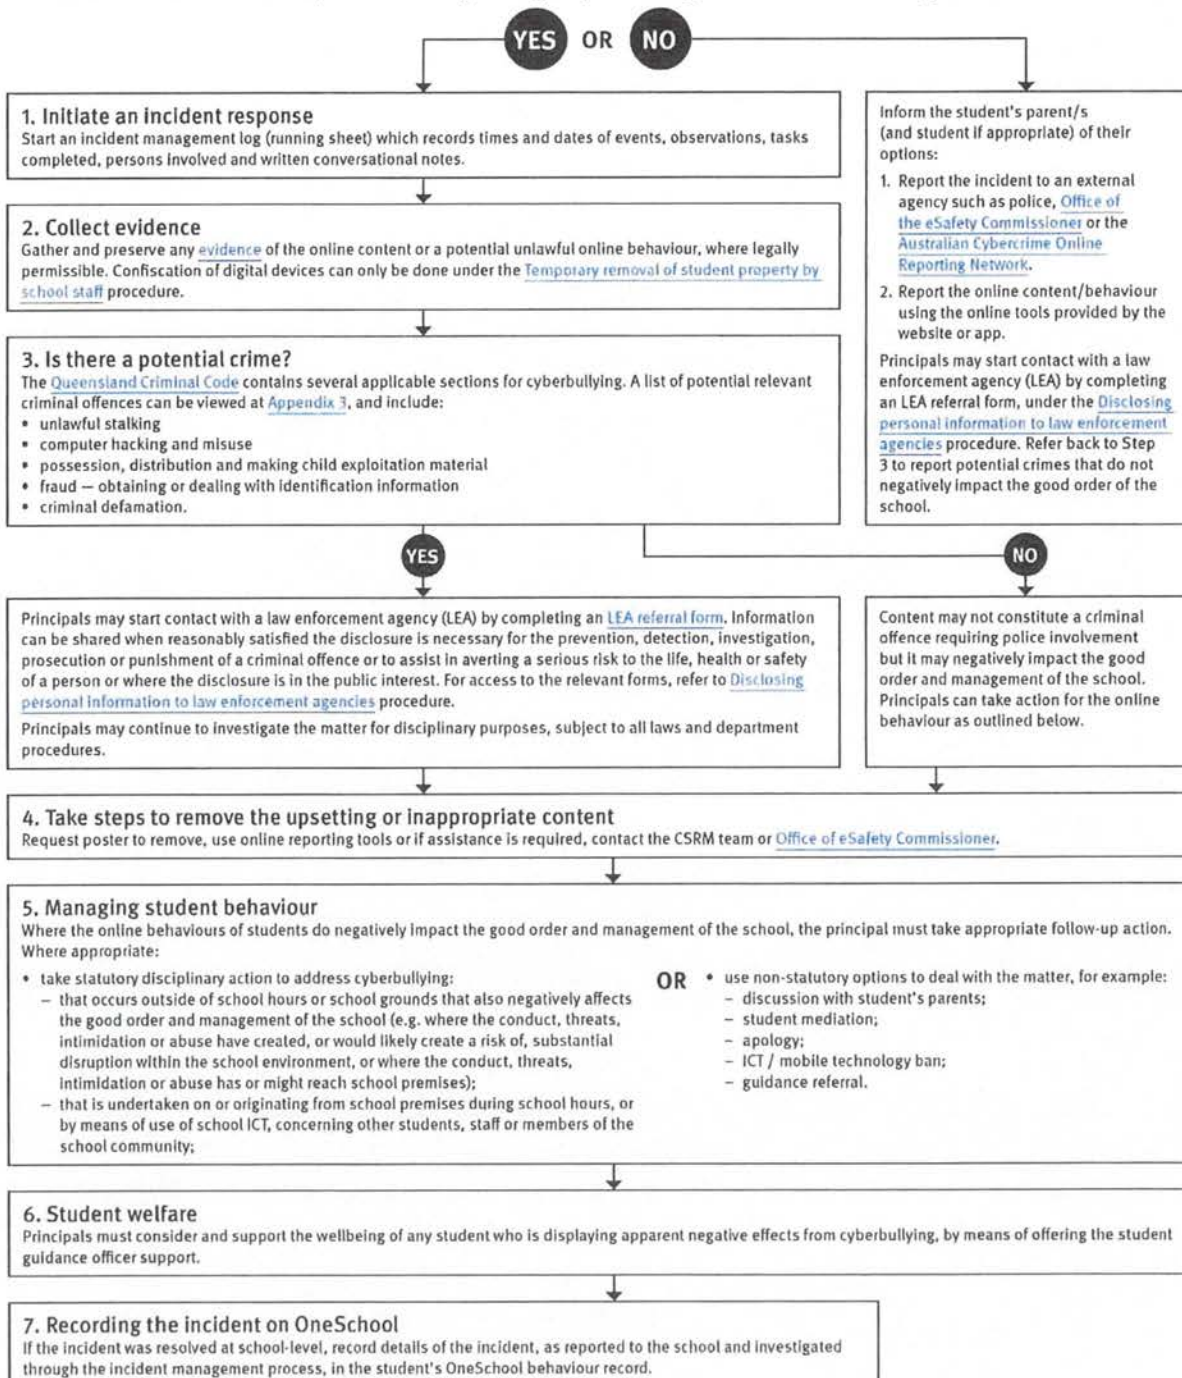 YES OR NO
1. Initiate an incident response
Start an incident management log (running sheet) which records times and dates of events, observations, tasks
completed, persons involved and written conversational notes.
2. Collect evidence
Gather and preserve any evidence of the online content or a potential unlawful online behaviour, where legally
permissible. Confiscation of digital devices can only be done under the Temporary removal of student property by
school staff procedure.
3. Is there a potential crime?
The Queensland Criminal Code contains several applicable sections for cyberbullying. A list of potential relevant
criminal offences can be viewed at Appendix 3, and include:
• unlawful stalking
• computer hacking and misuse
• possession, distribution and making child exploitation material
• fraud — obtaining or dealing with identification information
• criminal defamation.
Inform the student's parent/s
(and student if appropriate) of their
options:
1. Report the incident to an external
agency such as police, Office of
the eSafety Commissioner or the
Australian Cybercrime Online
Reporting Network.
2. Report the online content/behaviour
using the online tools provided by the
website or app.
Principals may start contact with a law
enforcement agency (LEA) by completing
an LEA referral form, under the Disclosing
personal information to law enforcement
agencies procedure. Refer back to Step
3 to report potential crimes that do not
negatively impact the good order of the
school.
YES
NO
Principals may start contact with a law enforcement agency (LEA) by completing an LEA referral form. Information
can be shared when reasonably satisfied the disclosure is necessary for the prevention, detection, investigation,
prosecution or punishment of a criminal offence or to assist in averting a serious risk to the life, health or safety
of a person or where the disclosure is in the public interest. For access to the relevant forms, refer to Disclosing
personal information to law enforcement agencies procedure.
Principals may continue to investigate the matter for disciplinary purposes, subject to all laws and department
procedures.
Content may not constitute a criminal
offence requiring police involvement
but it may negatively impact the good
order and management of the school.
Principals can take action for the online
behaviour as outlined below.
4. Take steps to remove the upsetting or inappropriate content
Request poster to remove, use online reporting tools or if assistance is required, contact the CSRM team or Office of eSafety Commissioner.
5. Managing student behaviour
Where the online behaviours of students do negatively impact the good order and management of the school, the principal must take appropriate follow-up action.
Where appropriate:
• take statutory disciplinary action to address cyberbullying:
– that occurs outside of school hours or school grounds that also negatively affects
the good order and management of the school (e.g. where the conduct, threats,
intimidation or abuse have created, or would likely create a risk of, substantial
disruption within the school environment, or where the conduct, threats,
intimidation or abuse has or might reach school premises);
– that is undertaken on or originating from school premises during school hours, or
by means of use of school ICT, concerning other students, staff or members of the
school community;
OR
• use non-statutory options to deal with the matter, for example:
– discussion with student's parents;
– student mediation;
– apology;
– ICT / mobile technology ban;
– guidance referral.
6. Student welfare
Principals must consider and support the wellbeing of any student who is displaying apparent negative effects from cyberbullying, by means of offering the student
guidance officer support.
7. Recording the incident on OneSchool
If the incident was resolved at school-level, record details of the incident, as reported to the school and investigated
through the incident management process, in the student's OneSchool behaviour record.